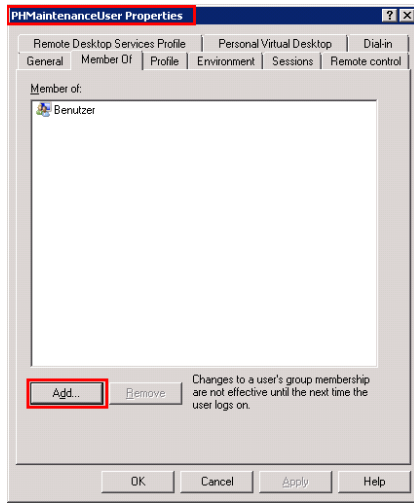 PHMaintenanceUser Properties
Remote Desktop Services Profile Personal Virtual Desktop Dial-in
General Member Of Profile Environment Sessions Remote control
Member of:
Benutzer
Add... Remove
Changes to a user's group membership
are not effective until the next time the
user logs on.
OK Cancel Apply Help